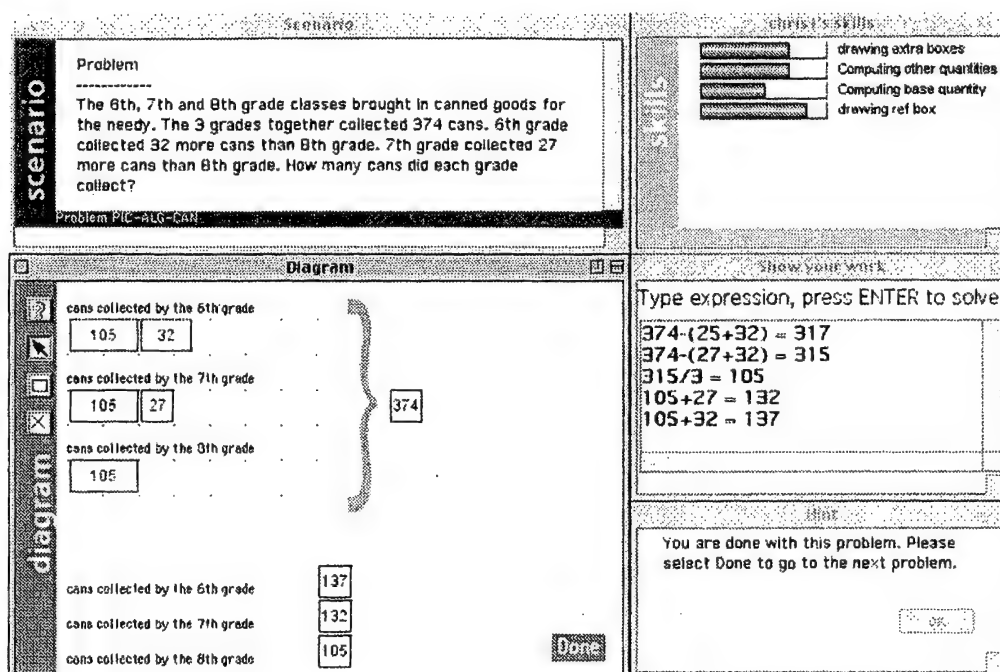 Scenario
scenario
Problem
------------
The 6th, 7th and 8th grade classes brought in canned goods for
the needy. The 3 grades together collected 374 cans. 6th grade
collected 32 more cans than 8th grade. 7th grade collected 27
more cans than 8th grade. How many cans did each grade
collect?
Problem PIC-ALG-CAN
christ's skills
skills
drawing extra boxes
Computing other quantities
Computing base quantity
drawing ref box
Diagram
diagram
cans collected by the 6th grade
105 32
cans collected by the 7th grade
105 27
374
cans collected by the 8th grade
105
cans collected by the 6th grade 137
cans collected by the 7th grade 132
cans collected by the 8th grade 105
Done
Show your work
Type expression, press ENTER to solve
374-(25+32) = 317
374-(27+32) = 315
315/3 = 105
105+27 = 132
105+32 = 137
Hint
You are done with this problem. Please
select Done to go to the next problem.
OK